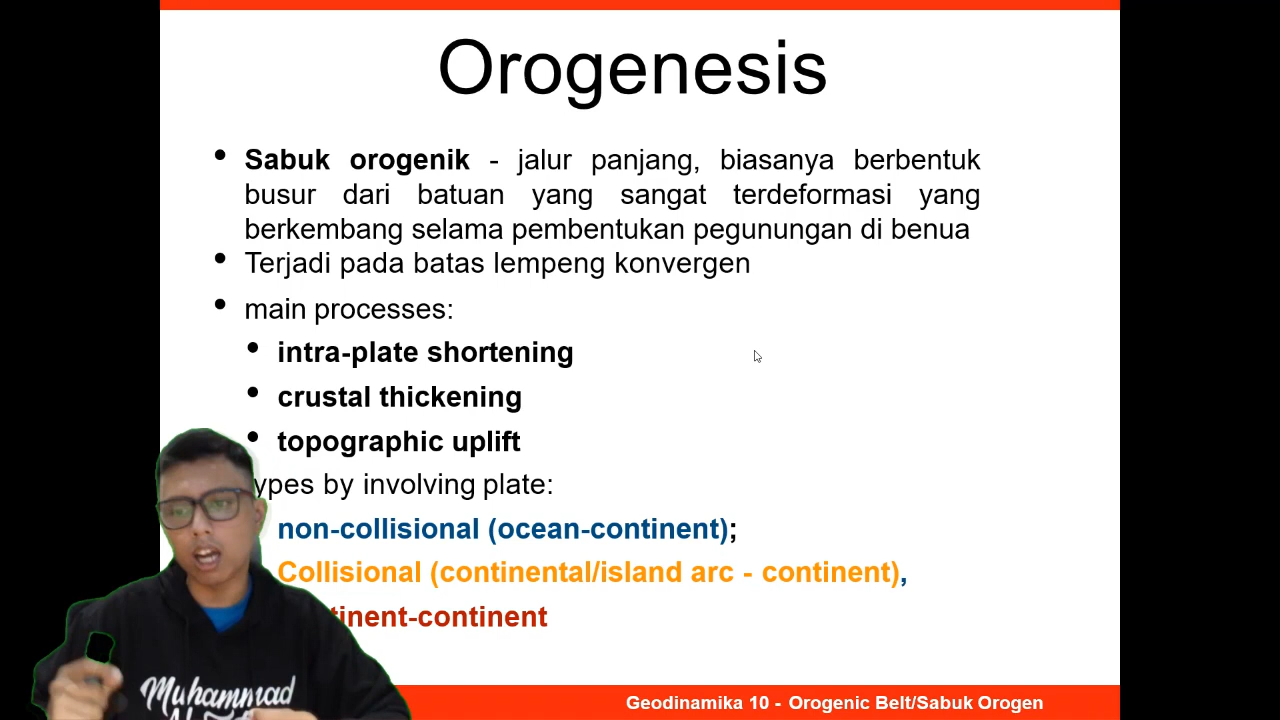 Orogenesis
• Sabuk orogenik - jalur panjang, biasanya berbentuk
busur dari batuan yang sangat terdeformasi yang
berkembang selama pembentukan pegunungan di benua
• Terjadi pada batas lempeng konvergen
• main processes:
• intra-plate shortening
• crustal thickening
• topographic uplift
ypes by involving plate:
non-collisional (ocean-continent);
Collisional (continental/island arc - continent),
tinent-continent
Muhammad
Geodinamika 10 - Orogenic Belt/Sabuk Orogen